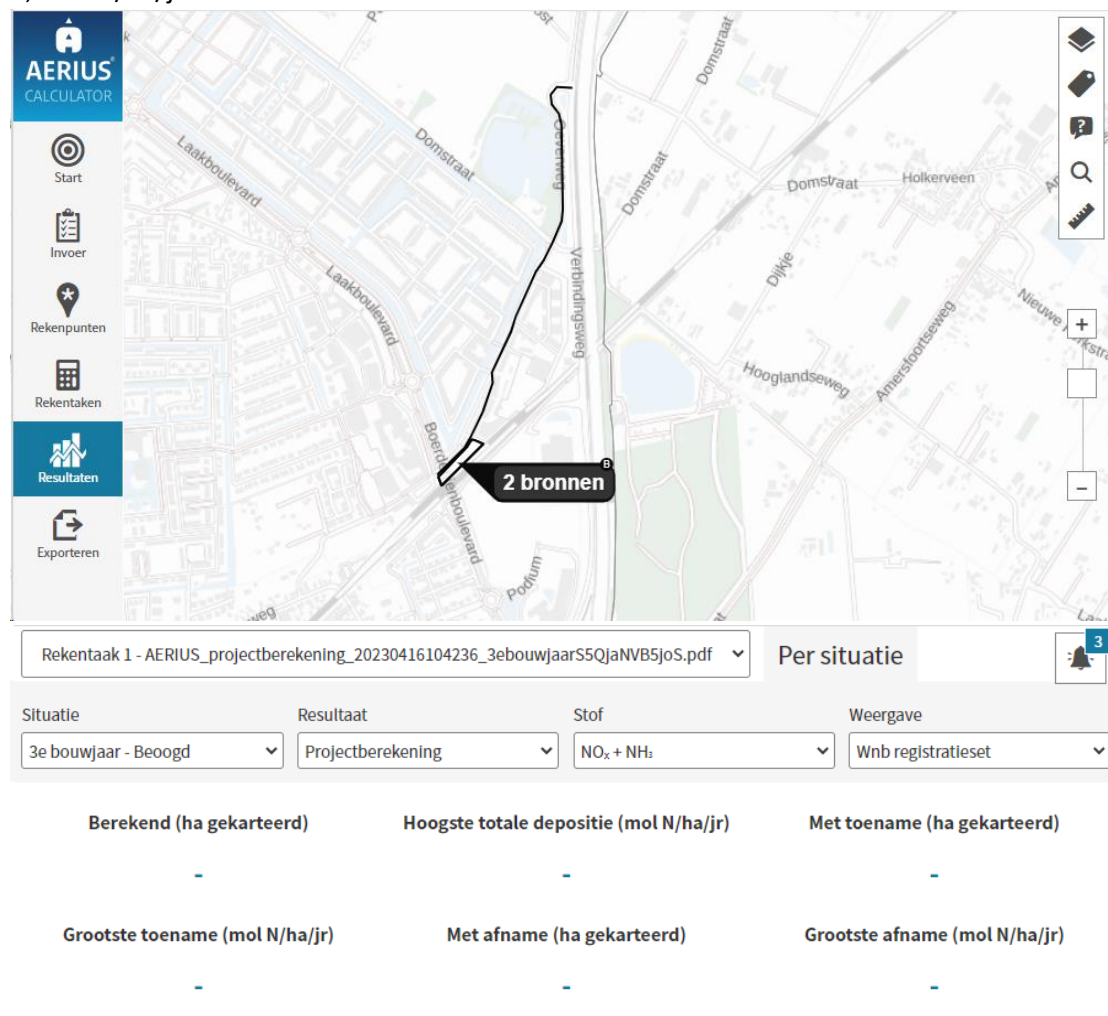 AERIUS
CALCULATOR
Start
Invoer
Rekenpunten
Rekentaken
Resultaten
Exporteren
Domstraat
Laakboulevard
Domstraat
Oeverweg
Domstraat
Domstraat
Holkerveen
Laakboulevard
Verbindingsweg
Dijkje
Nieuwe
Hooglandseweg
Amersfoortseweg
2 bronnen
B
Podium
+
-
Rekentaak 1 - AERIUS_projectberekening_20230416104236_3ebouwjaarS5QjaNVB5joS.pdf
Per situatie
3
Situatie Resultaat Stof Weergave
3e bouwjaar - Beoogd Projectberekening NOₓ + NH₃ Wnb registratieset
Berekend (ha gekarteerd) Hoogste totale depositie (mol N/ha/jr) Met toename (ha gekarteerd)
- - -
Grootste toename (mol N/ha/jr) Met afname (ha gekarteerd) Grootste afname (mol N/ha/jr)
- - -